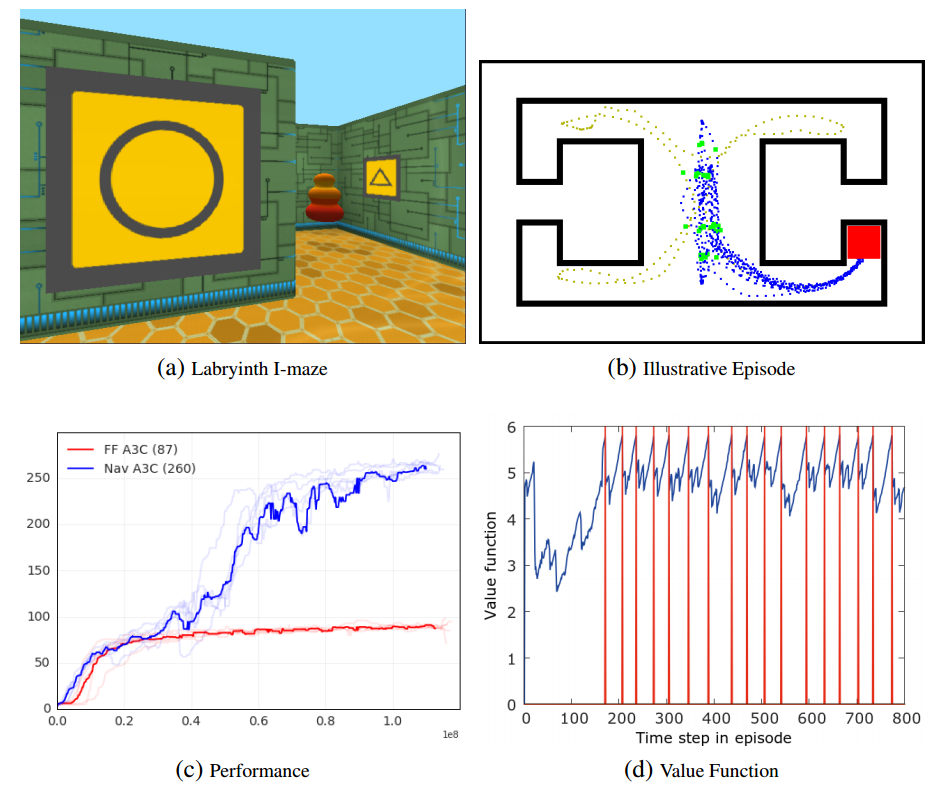 (a) Labryinth I-maze
(b) Illustrative Episode
FF A3C (87)
Nav A3C (260)
250
200
150
100
50
0
0.0 0.2 0.4 0.6 0.8 1.0
1e8
(c) Performance
6
5
4
3
2
1
0
Value function
0 100 200 300 400 500 600 700 800
Time step in episode
(d) Value Function